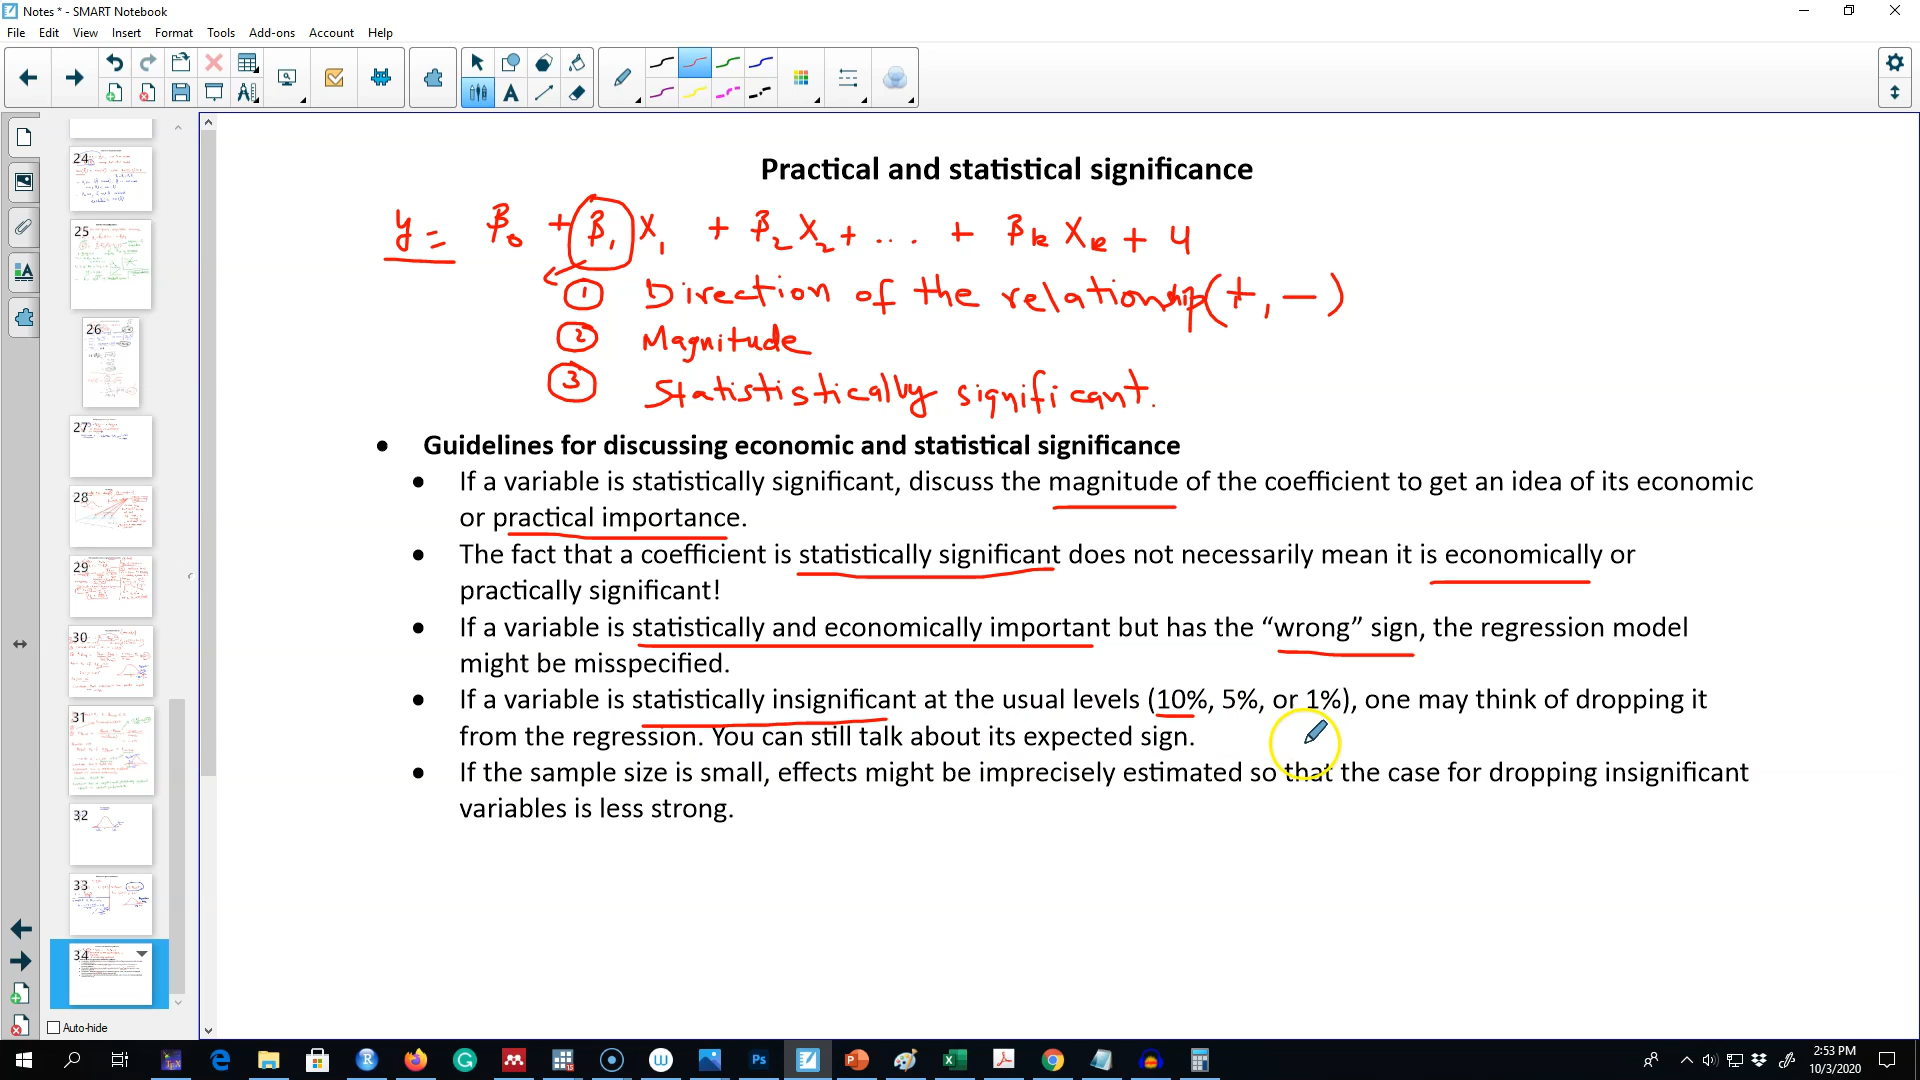 Notes * - SMART Notebook
File Edit View Insert Format Tools Add-ons Account Help
Practical and statistical significance
y = β₀ + β₁ X₁ + β₂ X₂ + ... + βk Xk + u
① Direction of the relationship (+, −)
② Magnitude
③ Statististically significant.
• Guidelines for discussing economic and statistical significance
• If a variable is statistically significant, discuss the magnitude of the coefficient to get an idea of its economic
or practical importance.
• The fact that a coefficient is statistically significant does not necessarily mean it is economically or
practically significant!
• If a variable is statistically and economically important but has the “wrong” sign, the regression model
might be misspecified.
• If a variable is statistically insignificant at the usual levels (10%, 5%, or 1%), one may think of dropping it
from the regression. You can still talk about its expected sign.
• If the sample size is small, effects might be imprecisely estimated so that the case for dropping insignificant
variables is less strong.
24
25
26
27
28
29
30
31
32
33
34
Auto-hide
2:53 PM
10/3/2020